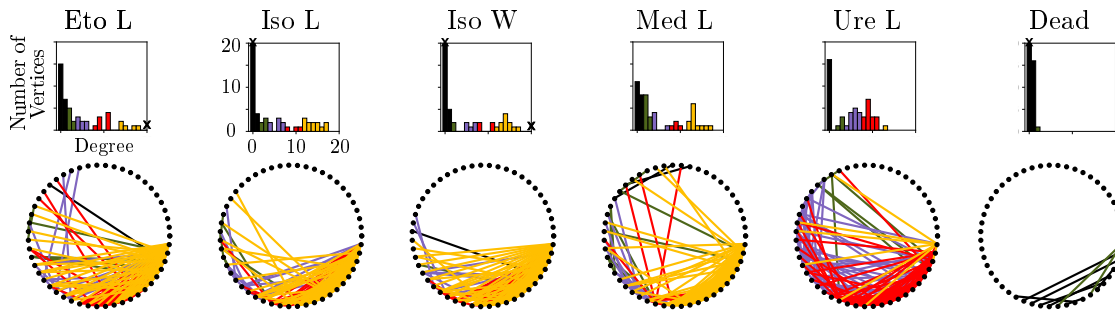 Eto L Iso L Iso W Med L Ure L Dead
Number of
Vertices
x x x x x
20
10
0
Degree
0 10 20